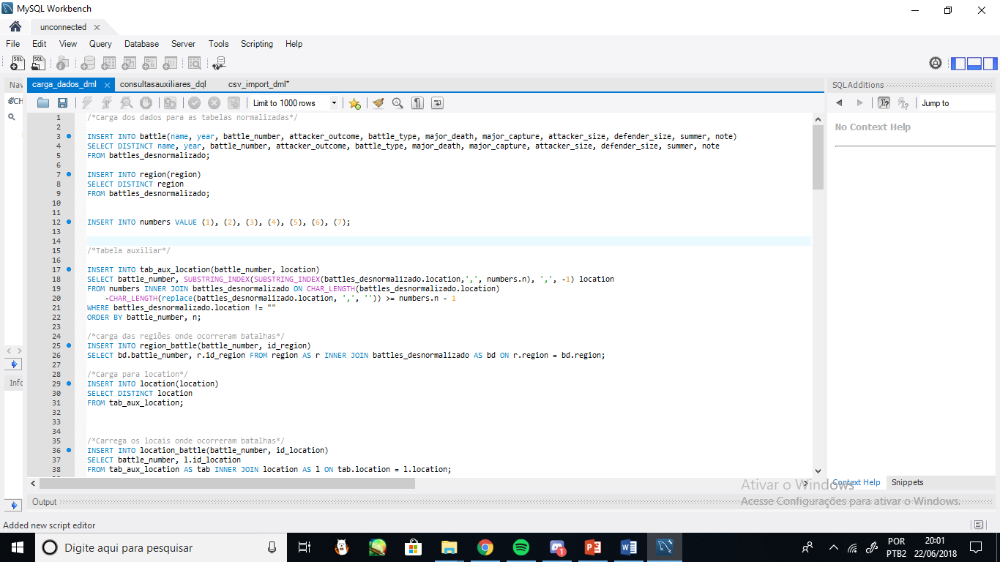 MySQL Workbench
unconnected
File Edit View Query Database Server Tools Scripting Help
Nav
carga_dados_dml
consultasauxiliares_dql
csv_import_dml*
SQLAdditions
Limit to 1000 rows
Jump to
No Context Help
1 /*Carga dos dados para as tabelas normalizadas*/
2
3 INSERT INTO battle(name, year, battle_number, attacker_outcome, battle_type, major_death, major_capture, attacker_size, defender_size, summer, note)
4 SELECT DISTINCT name, year, battle_number, attacker_outcome, battle_type, major_death, major_capture, attacker_size, defender_size, summer, note
5 FROM battles_desnormalizado;
6
7 INSERT INTO region(region)
8 SELECT DISTINCT region
9 FROM battles_desnormalizado;
10
11
12 INSERT INTO numbers VALUE (1), (2), (3), (4), (5), (6), (7);
13
14
15 /*Tabela auxiliar*/
16
17 INSERT INTO tab_aux_location(battle_number, location)
18 SELECT battle_number, SUBSTRING_INDEX(SUBSTRING_INDEX(battles_desnormalizado.location,',', numbers.n), ',', -1) location
19 FROM numbers INNER JOIN battles_desnormalizado ON CHAR_LENGTH(battles_desnormalizado.location)
20 -CHAR_LENGTH(replace(battles_desnormalizado.location, ',', '')) >= numbers.n - 1
21 WHERE battles_desnormalizado.location != ""
22 ORDER BY battle_number, n;
23
24 /*carga das regiões onde ocorreram batalhas*/
25 INSERT INTO region_battle(battle_number, id_region)
26 SELECT bd.battle_number, r.id_region FROM region AS r INNER JOIN battles_desnormalizado AS bd ON r.region = bd.region;
27
28 /*Carga para location*/
29 INSERT INTO location(location)
30 SELECT DISTINCT location
31 FROM tab_aux_location;
32
33
34
35 /*Carrega os locais onde ocorreram batalhas*/
36 INSERT INTO location_battle(battle_number, id_location)
37 SELECT battle_number, l.id_location
38 FROM tab_aux_location AS tab INNER JOIN location AS l ON tab.location = l.location;
Info
Context Help
Snippets
Ativar o Windows
Acesse Configurações para ativar o Windows.
Output
Added new script editor
Digite aqui para pesquisar
1
POR
PTB2
20:01
22/06/2018